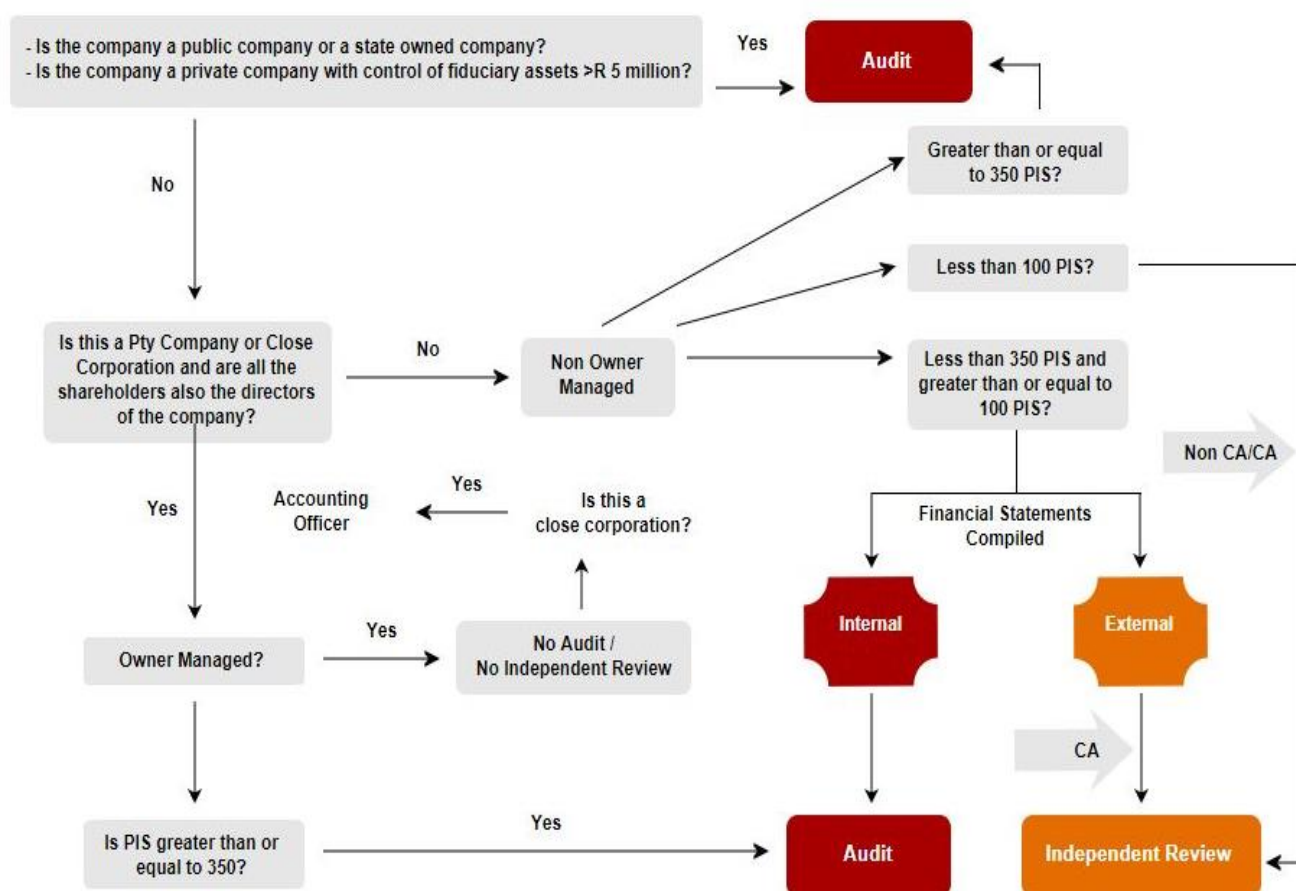 - Is the company a public company or a state owned company?
- Is the company a private company with control of fiduciary assets >R 5 million?
Yes
Audit
No
Greater than or equal
to 350 PIS?
Less than 100 PIS?
Is this a Pty Company or Close
Corporation and are all the
shareholders also the directors
of the company?
No
Non Owner
Managed
Less than 350 PIS and
greater than or equal to
100 PIS?
Non CA/CA
Yes
Accounting
Officer
Yes
Is this a
close corporation?
Financial Statements
Compiled
Internal
External
Owner Managed?
Yes
No Audit /
No Independent Review
CA
Is PIS greater than or
equal to 350?
Yes
Audit
Independent Review